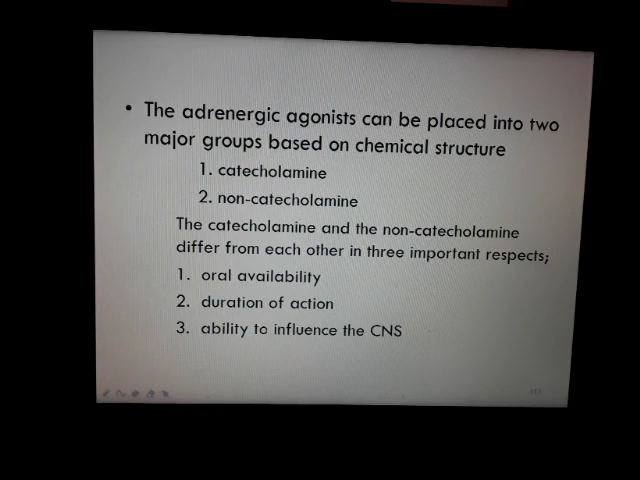 • The adrenergic agonists can be placed into two
major groups based on chemical structure
1. catecholamine
2. non-catecholamine
The catecholamine and the non-catecholamine
differ from each other in three important respects;
1. oral availability
2. duration of action
3. ability to influence the CNS